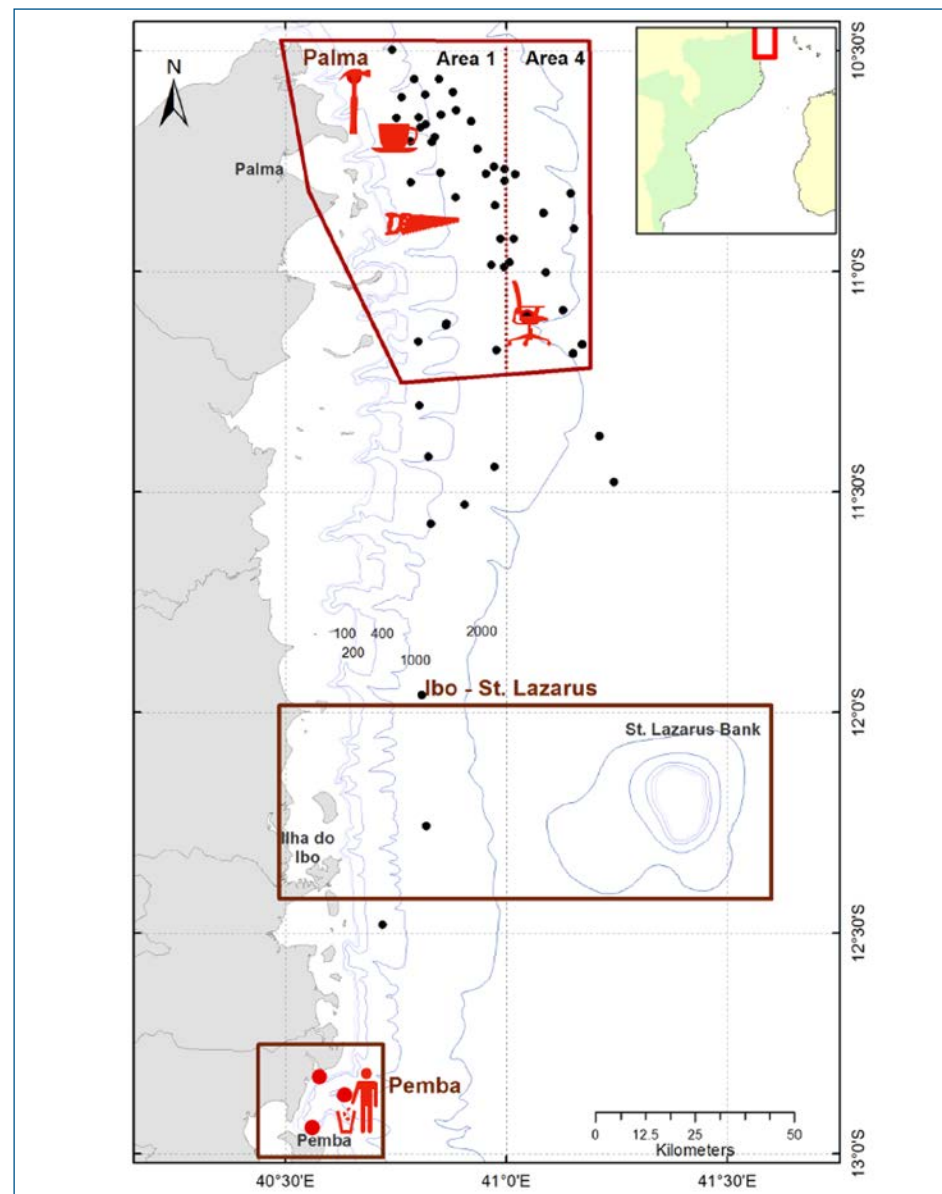 N
Palma
Area 1
Area 4
10°30'S
Palma
11°0'S
11°30'S
100
400
2000
200
1000
Ibo - St. Lazarus
12°0'S
St. Lazarus Bank
Ilha do
Ibo
12°30'S
Pemba
Pemba
0
12.5
25
50
Kilometers
13°0'S
40°30'E
41°0'E
41°30'E